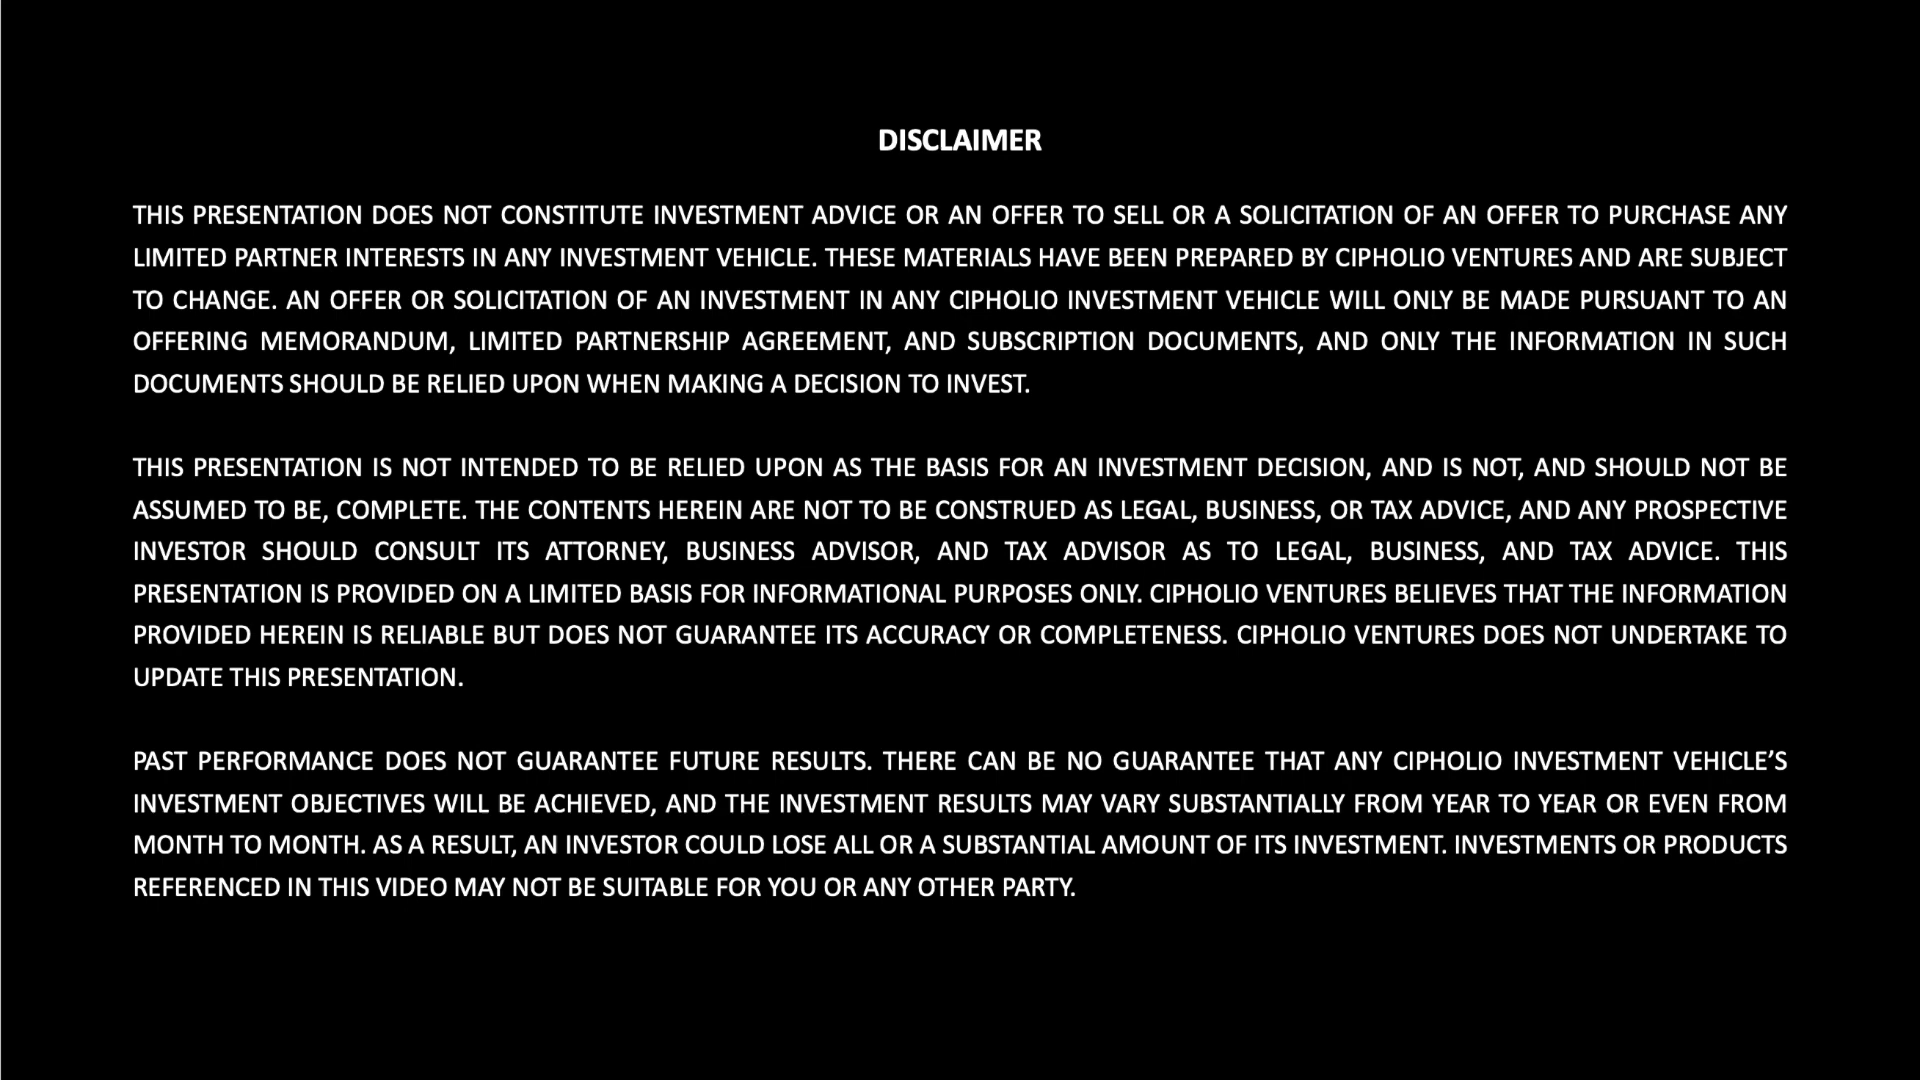 DISCLAIMER
THIS PRESENTATION DOES NOT CONSTITUTE INVESTMENT ADVICE OR AN OFFER TO SELL OR A SOLICITATION OF AN OFFER TO PURCHASE ANY
LIMITED PARTNER INTERESTS IN ANY INVESTMENT VEHICLE. THESE MATERIALS HAVE BEEN PREPARED BY CIPHOLIO VENTURES AND ARE SUBJECT
TO CHANGE. AN OFFER OR SOLICITATION OF AN INVESTMENT IN ANY CIPHOLIO INVESTMENT VEHICLE WILL ONLY BE MADE PURSUANT TO AN
OFFERING MEMORANDUM, LIMITED PARTNERSHIP AGREEMENT, AND SUBSCRIPTION DOCUMENTS, AND ONLY THE INFORMATION IN SUCH
DOCUMENTS SHOULD BE RELIED UPON WHEN MAKING A DECISION TO INVEST.
THIS PRESENTATION IS NOT INTENDED TO BE RELIED UPON AS THE BASIS FOR AN INVESTMENT DECISION, AND IS NOT, AND SHOULD NOT BE
ASSUMED TO BE, COMPLETE. THE CONTENTS HEREIN ARE NOT TO BE CONSTRUED AS LEGAL, BUSINESS, OR TAX ADVICE, AND ANY PROSPECTIVE
INVESTOR SHOULD CONSULT ITS ATTORNEY, BUSINESS ADVISOR, AND TAX ADVISOR AS TO LEGAL, BUSINESS, AND TAX ADVICE. THIS
PRESENTATION IS PROVIDED ON A LIMITED BASIS FOR INFORMATIONAL PURPOSES ONLY. CIPHOLIO VENTURES BELIEVES THAT THE INFORMATION
PROVIDED HEREIN IS RELIABLE BUT DOES NOT GUARANTEE ITS ACCURACY OR COMPLETENESS. CIPHOLIO VENTURES DOES NOT UNDERTAKE TO
UPDATE THIS PRESENTATION.
PAST PERFORMANCE DOES NOT GUARANTEE FUTURE RESULTS. THERE CAN BE NO GUARANTEE THAT ANY CIPHOLIO INVESTMENT VEHICLE’S
INVESTMENT OBJECTIVES WILL BE ACHIEVED, AND THE INVESTMENT RESULTS MAY VARY SUBSTANTIALLY FROM YEAR TO YEAR OR EVEN FROM
MONTH TO MONTH. AS A RESULT, AN INVESTOR COULD LOSE ALL OR A SUBSTANTIAL AMOUNT OF ITS INVESTMENT. INVESTMENTS OR PRODUCTS
REFERENCED IN THIS VIDEO MAY NOT BE SUITABLE FOR YOU OR ANY OTHER PARTY.